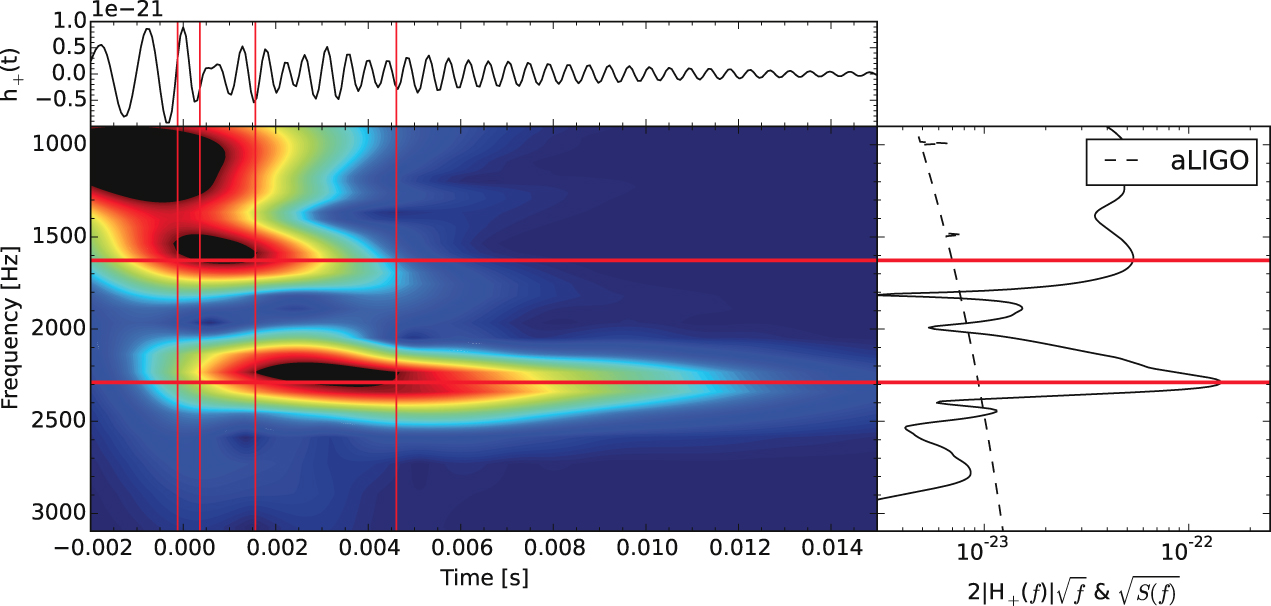 1e−21
1.0
0.5
0.0
−0.5
h₊(t)
1000
1500
2000
2500
3000
Frequency [Hz]
−0.002 0.000 0.002 0.004 0.006 0.008 0.010 0.012 0.014
Time [s]
aLIGO
10⁻²³ 10⁻²²
2|H₊(f)|√f & √S(f)